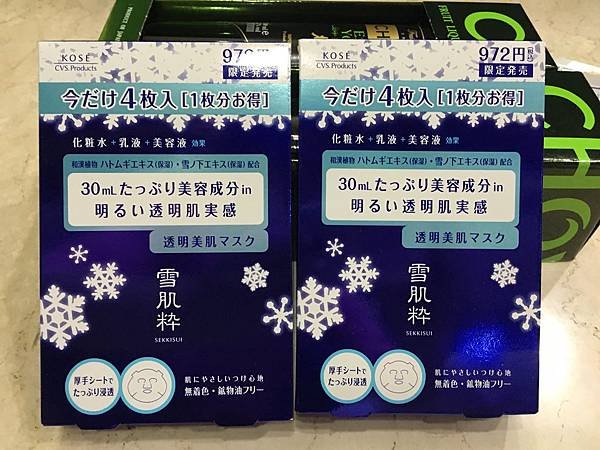 FRUIT LIQU
KOSÉ
CVS. Products
972円
限定発売
今だけ4枚入[1枚分お得]
化粧水+乳液+美容液 効果
和漢植物 ハトムギエキス(保湿)・雪ノ下エキス(保湿)配合
30mLたっぷり美容成分in
明るい透明肌実感
透明美肌マスク
雪肌粋
SEKKISUI
厚手シートで
たっぷり浸透
肌にやさしいつけ心地
無着色・鉱物油フリー
KOSÉ
CVS. Products
972円
限定発売
今だけ4枚入[1枚分お得]
化粧水+乳液+美容液 効果
和漢植物 ハトムギエキス(保湿)・雪ノ下エキス(保湿)配合
30mLたっぷり美容成分in
明るい透明肌実感
透明美肌マスク
雪肌粋
SEKKISUI
厚手シートで
たっぷり浸透
肌にやさしいつけ心地
無着色・鉱物油フリー